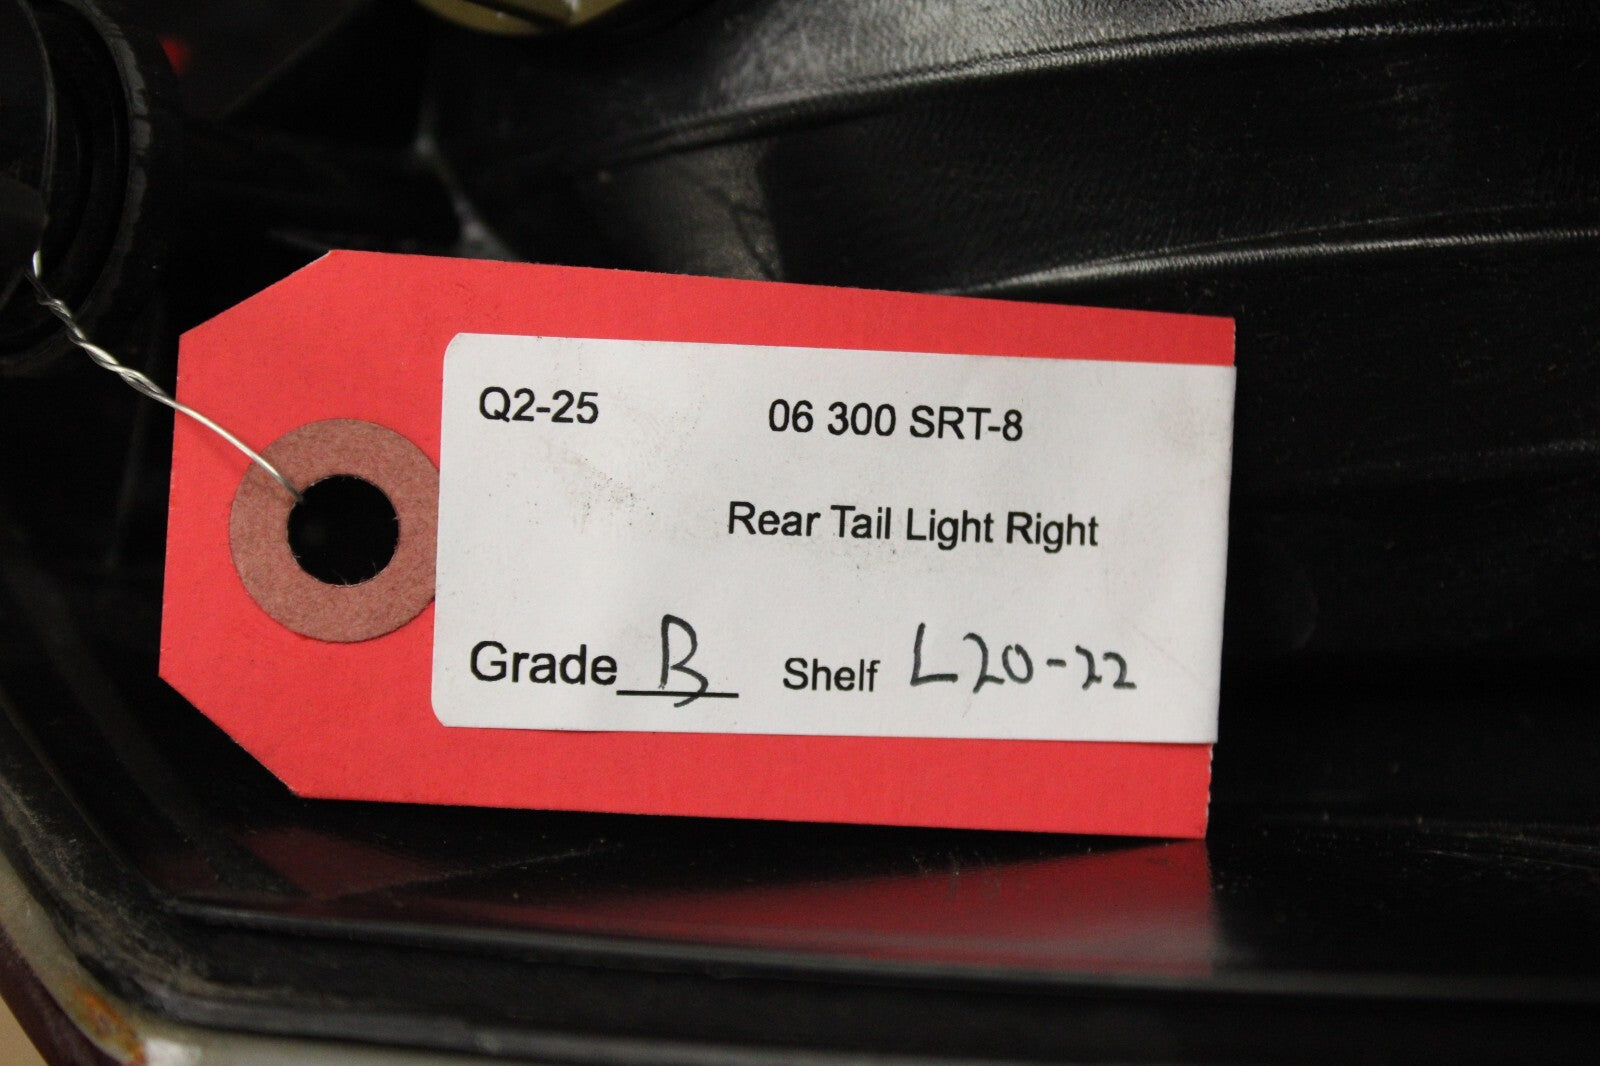 Q2-25 06 300 SRT-8
Rear Tail Light Right
Grade B Shelf L20-22